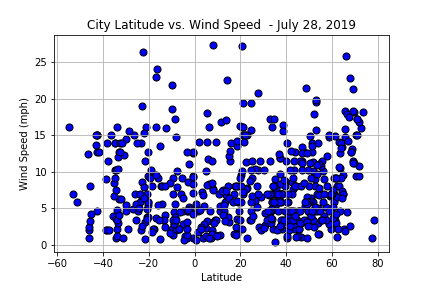 City Latitude vs. Wind Speed  - July 28, 2019
25
20
15
10
5
0
Wind Speed (mph)
−60 −40 −20 0 20 40 60 80
Latitude